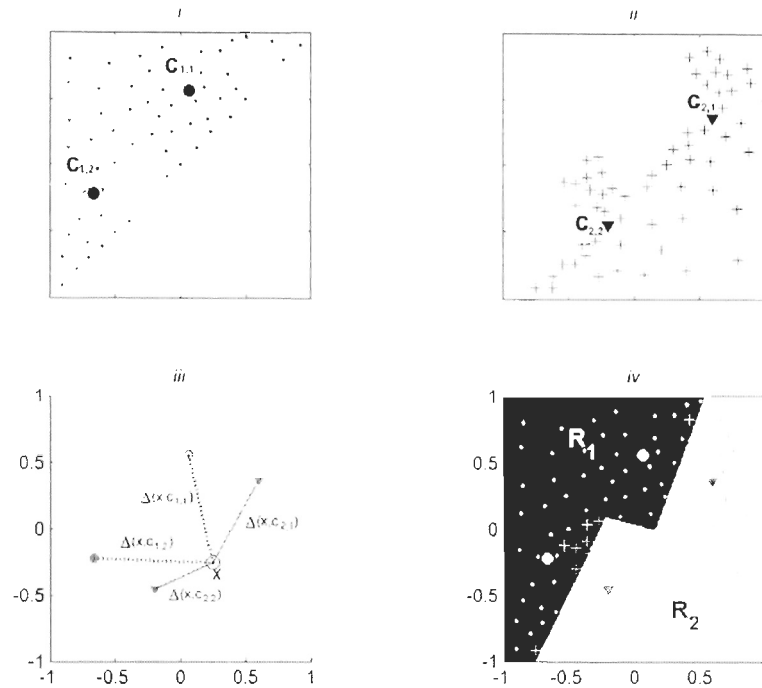 i
ii
C1,1
C1,2
C2,1
C2,2
iii
iv
1
0.5
0
-0.5
-1
-1
-0.5
0
0.5
1
Δ(x,c1,1)
Δ(x,c2,1)
Δ(x,c1,2)
X
Δ(x,c2,2)
1
0.5
0
-0.5
-1
-1
-0.5
0
0.5
R1
R2